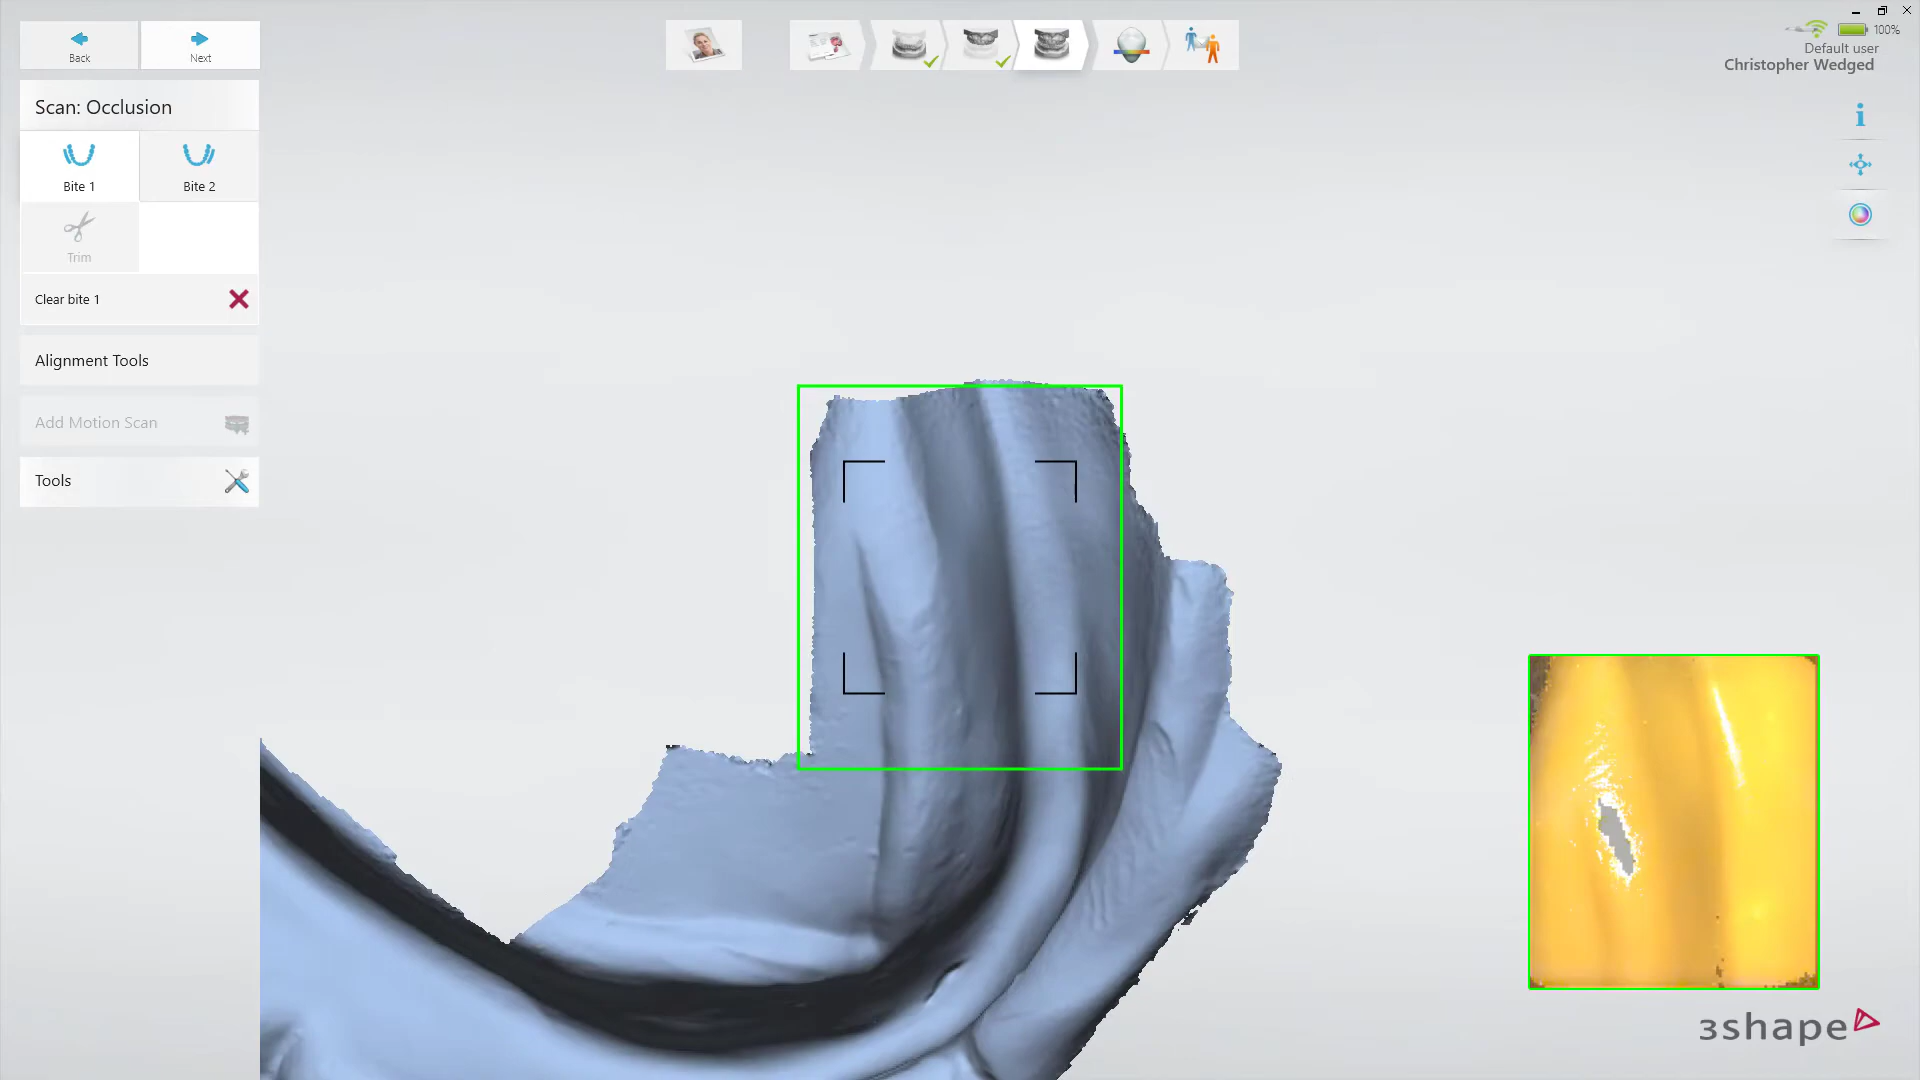 Back
Next
100%
Default user
Christopher Wedged
Scan: Occlusion
Bite 1
Bite 2
Trim
Clear bite 1
Alignment Tools
Add Motion Scan
Tools
3shape